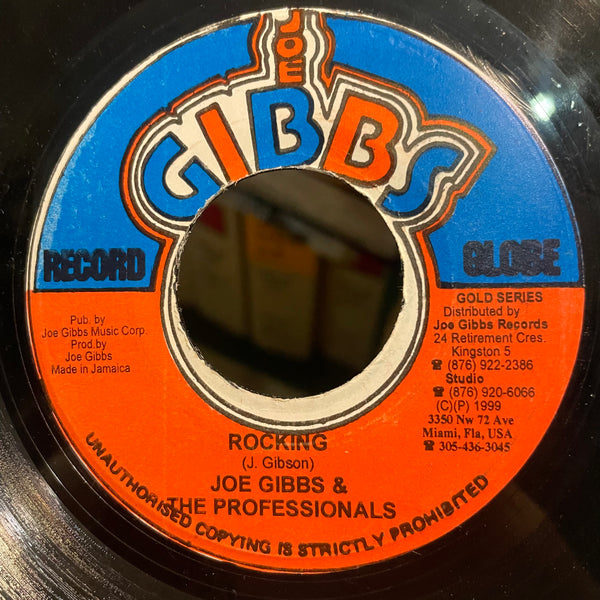 JOE
GIBBS
RECORD
GLOBE
Pub. by
Joe Gibbs Music Corp.
Prod.by
Joe Gibbs
Made in Jamaica
GOLD SERIES
Distributed by
Joe Gibbs Records
24 Retirement Cres.
Kingston 5
☎ (876) 922-2386
Studio
☎ (876) 920-6066
(C)(P) 1999
3350 Nw 72 Ave
Miami, Fla, USA
☎ 305-436-3045
ROCKING
(J. Gibson)
JOE GIBBS &
THE PROFESSIONALS
UNAUTHORISED COPYING IS STRICTLY PROHIBITED